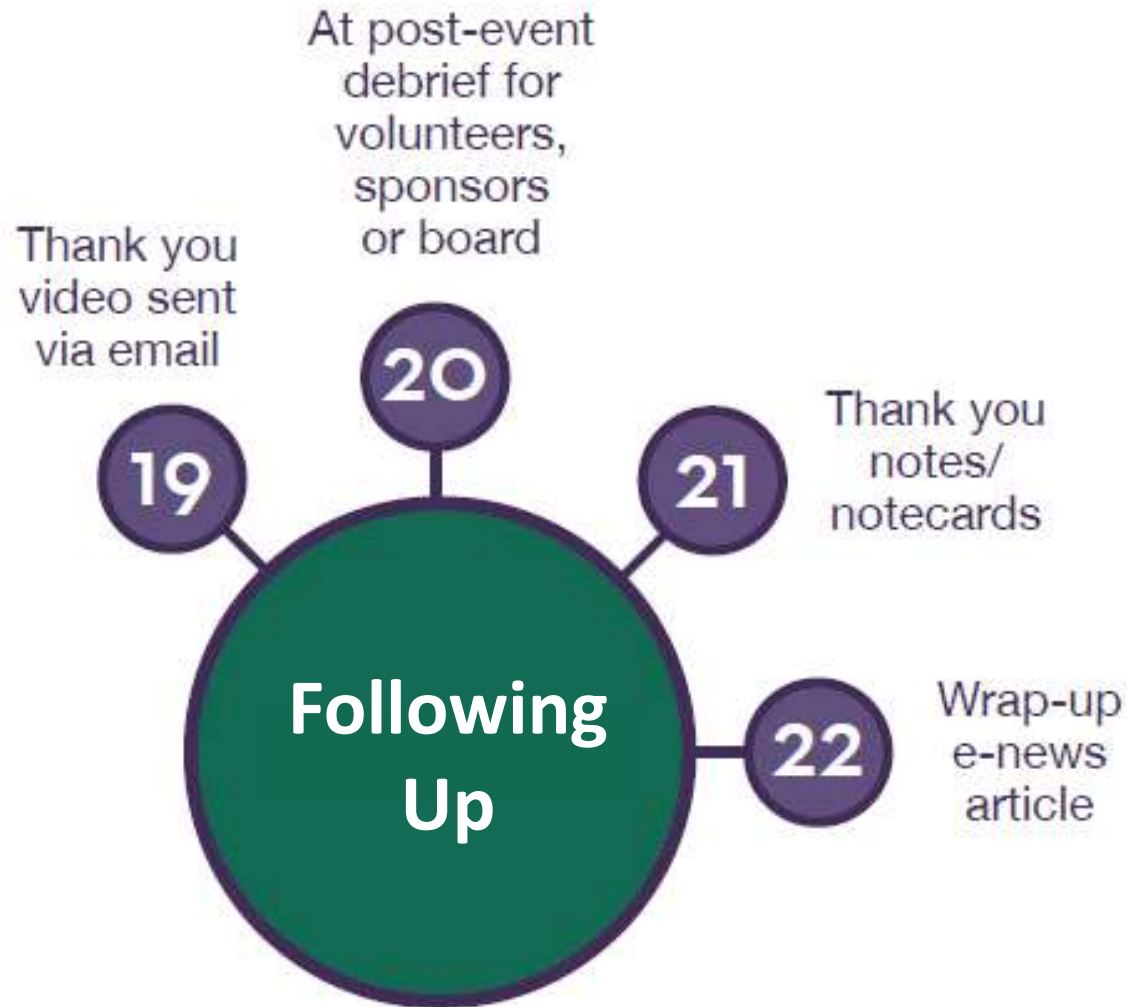 At post-event
debrief for
volunteers,
sponsors
or board
Thank you
video sent
via email
20
19
21
Thank you
notes/
notecards
Following
Up
22
Wrap-up
e-news
article